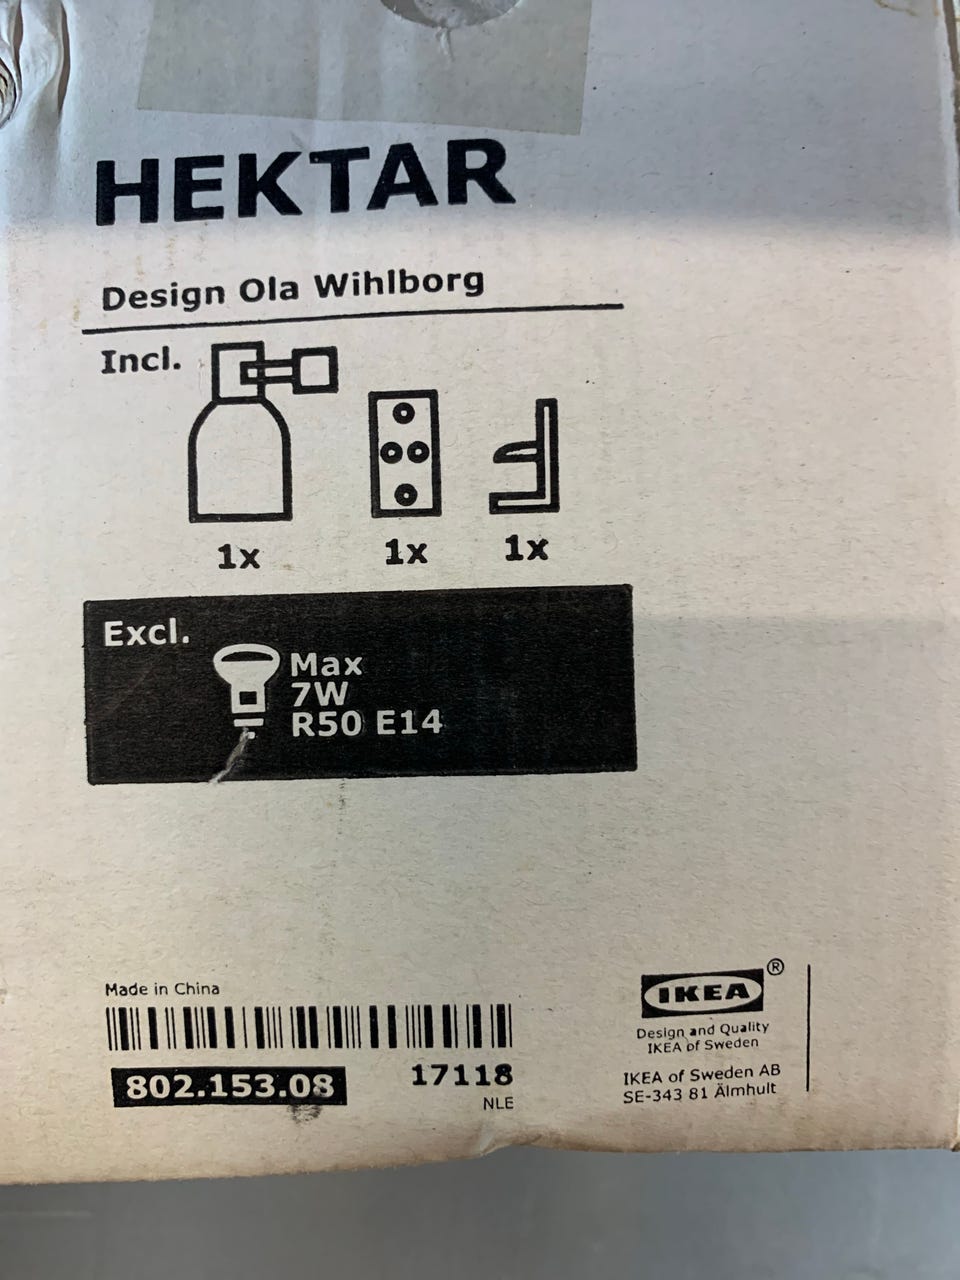 HEKTAR
Design Ola Wihlborg
Incl.
1x 1x 1x
Excl.
Max
7W
R50 E14
Made in China
802.153.08
17118
NLE
IKEA ®
Design and Quality
IKEA of Sweden
IKEA of Sweden AB
SE-343 81 Älmhult